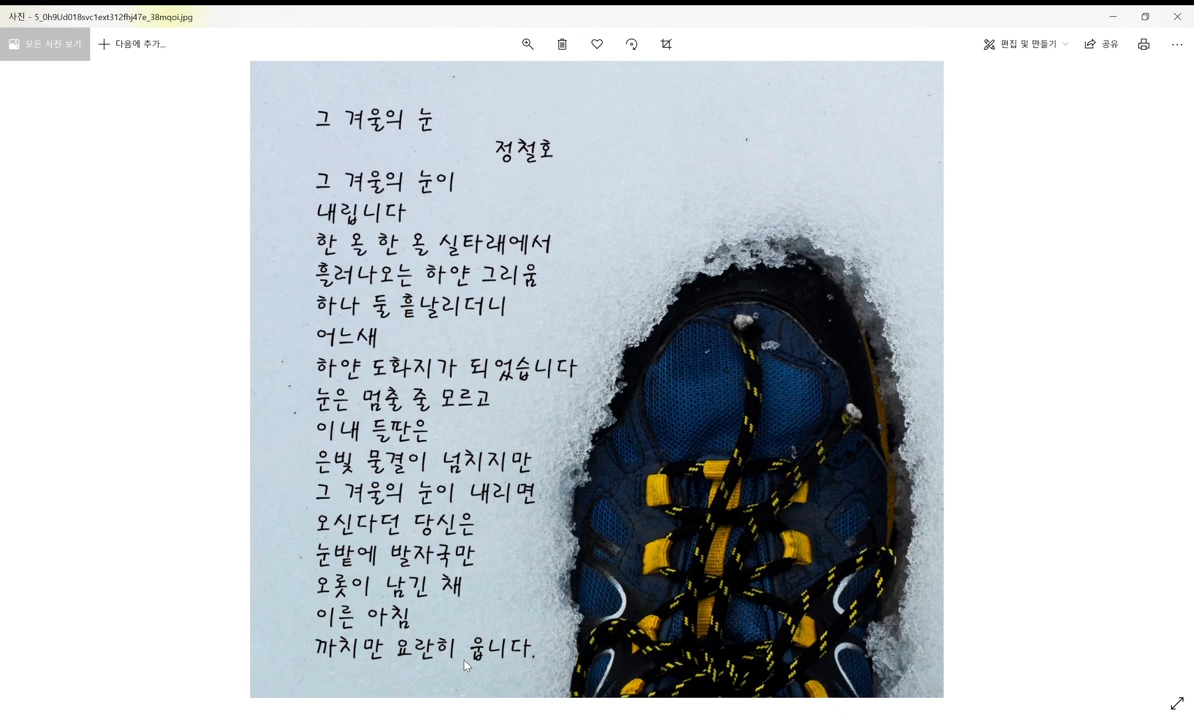 사진 - 5_0h9Ud018svc1ext312fhj47e_38mqoi.jpg
모든 사진 보기
다음에 추가...
편집 및 만들기
공유
그 겨울의 눈
정철호
그 겨울의 눈이
내립니다
한 올 한 올 실타래에서
흘러나오는 하얀 그리움
하나 둘 흩날리더니
어느새
하얀 도화지가 되었습니다
눈은 멈출 줄 모르고
이내 들판은
은빛 물결이 넘치지만
그 겨울의 눈이 내리면
오신다던 당신은
눈밭에 발자국만
오롯이 남긴 채
이른 아침
까치만 요란히 웁니다.